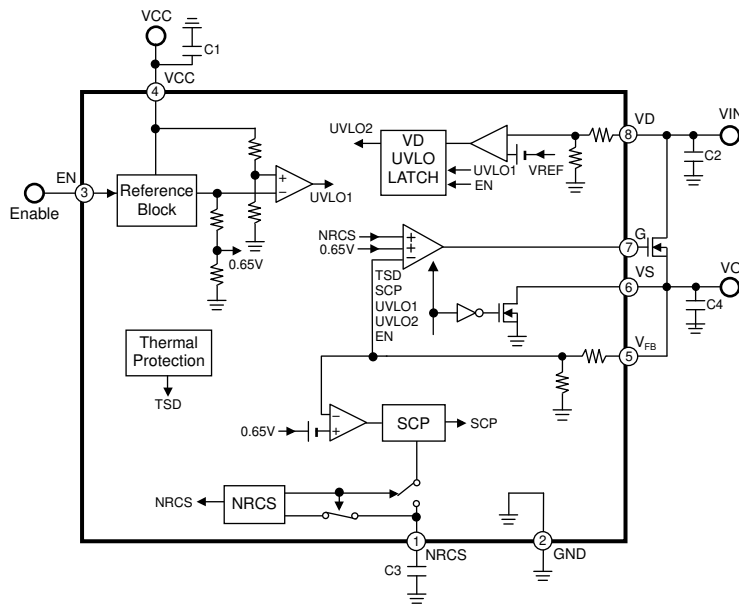 VCC
C1
VCC
4
EN
3
Enable
Reference
Block
+
−
UVLO1
0.65V
UVLO2
VD
UVLO
LATCH
UVLO1
EN
VREF
VD
8
VIN
C2
NRCS
0.65V
+
+
−
G
7
TSD
SCP
UVLO1
UVLO2
EN
VS
6
VO
C4
VFB
5
Thermal
Protection
TSD
0.65V
−
+
SCP
SCP
NRCS
NRCS
1
NRCS
C3
2
GND